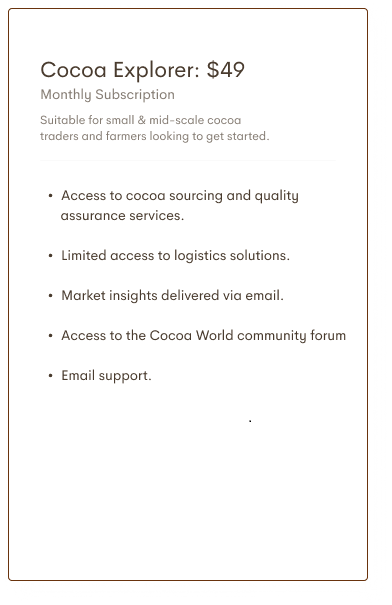 Cocoa Explorer: $49
Monthly Subscription
Suitable for small & mid-scale cocoa
traders and farmers looking to get started.
• Access to cocoa sourcing and quality
assurance services.
• Limited access to logistics solutions.
• Market insights delivered via email.
• Access to the Cocoa World community forum
• Email support.
.